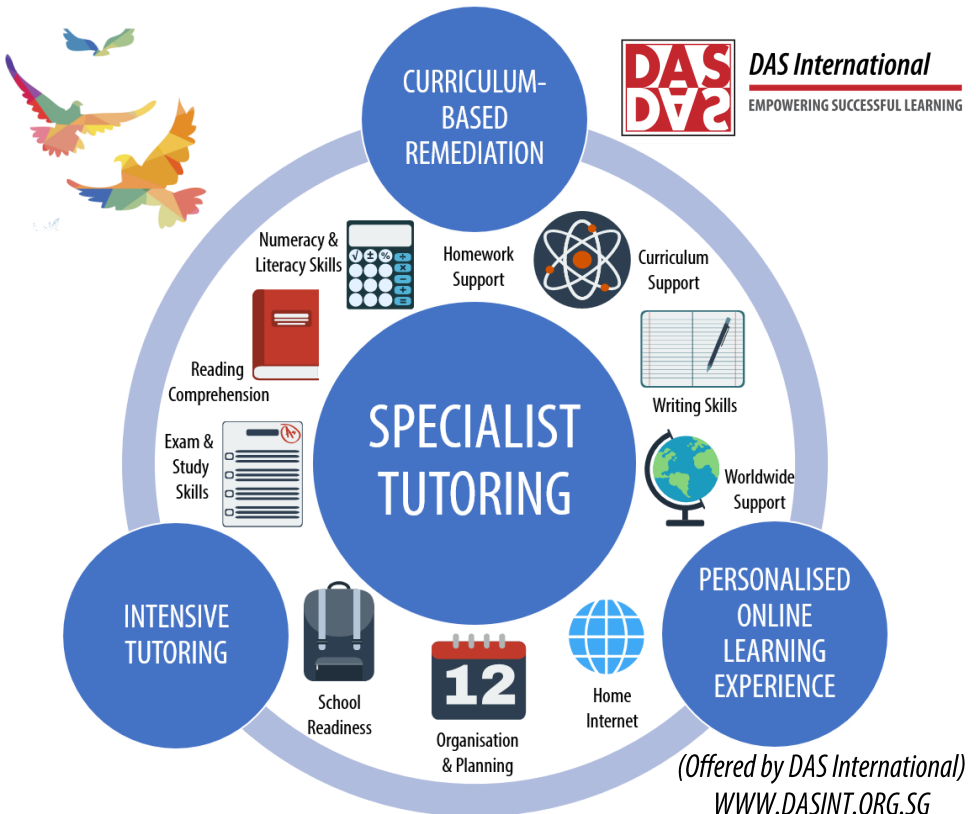 CURRICULUM-
BASED
REMEDIATION
DAS
DAS
DAS International
EMPOWERING SUCCESSFUL LEARNING
Numeracy &
Literacy Skills
√ ± % ÷
×
−
+
=
Homework
Support
Curriculum
Support
Reading
Comprehension
Writing Skills
Exam &
Study
Skills
A+
SPECIALIST
TUTORING
Worldwide
Support
INTENSIVE
TUTORING
PERSONALISED
ONLINE
LEARNING
EXPERIENCE
School
Readiness
12
Organisation
& Planning
Home
Internet
(Offered by DAS International)
WWW.DASINT.ORG.SG